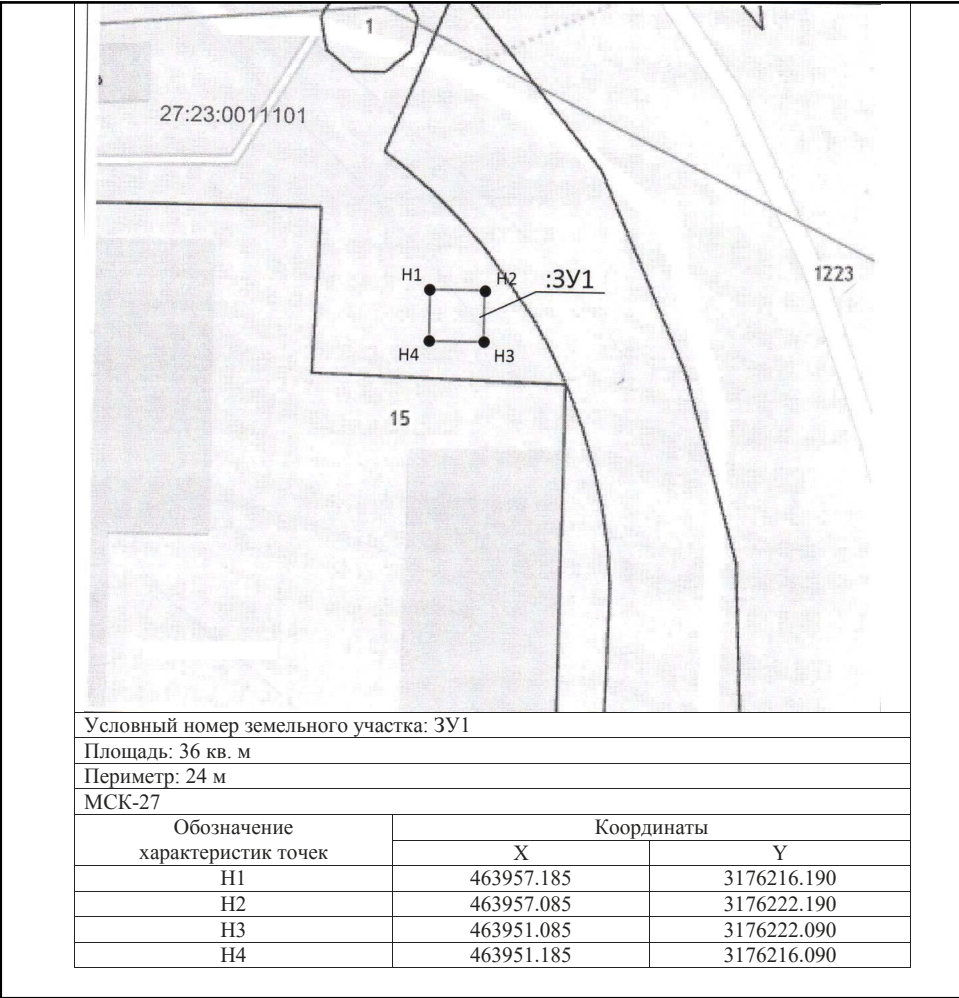 1
27:23:0011101
1223
Н1
Н2
:ЗУ1
Н4
Н3
15
Условный номер земельного участка: ЗУ1
Площадь: 36 кв. м
Периметр: 24 м
МСК-27
Обозначение характеристик точек
Координаты
X
Y
Н1 463957.185 3176216.190
Н2 463957.085 3176222.190
Н3 463951.085 3176222.090
Н4 463951.185 3176216.090